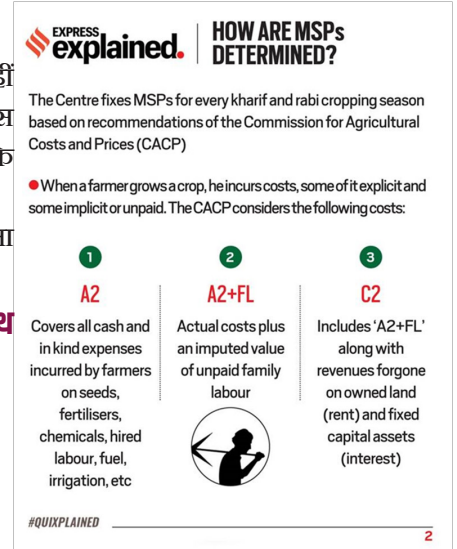 EXPRESS
explained.
HOW ARE MSPs
DETERMINED?
The Centre fixes MSPs for every kharif and rabi cropping season
based on recommendations of the Commission for Agricultural
Costs and Prices (CACP)
● When a farmer grows a crop, he incurs costs, some of it explicit and
some implicit or unpaid. The CACP considers the following costs:
1
A2
Covers all cash and
in kind expenses
incurred by farmers
on seeds,
fertilisers,
chemicals, hired
labour, fuel,
irrigation, etc
2
A2+FL
Actual costs plus
an imputed value
of unpaid family
labour
3
C2
Includes ‘A2+FL’
along with
revenues forgone
on owned land
(rent) and fixed
capital assets
(interest)
#QUIXPLAINED
2